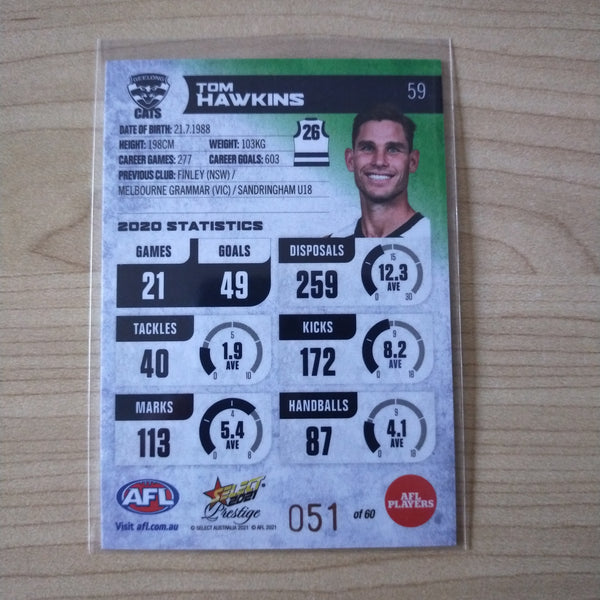 GEELONG
CATS
TOM
HAWKINS
59
DATE OF BIRTH: 21.7.1988
HEIGHT: 198CM WEIGHT: 103KG
CAREER GAMES: 277 CAREER GOALS: 603
PREVIOUS CLUB: FINLEY (NSW) /
MELBOURNE GRAMMAR (VIC) / SANDRINGHAM U18
26
2020 STATISTICS
GAMES GOALS
21 49
DISPOSALS
259
15
12.3
AVE
0 30
TACKLES
40
5
1.9
AVE
0 10
KICKS
172
9
8.2
AVE
0 18
MARKS
113
4
5.4
AVE
0 8
HANDBALLS
87
9
4.1
AVE
0 18
AFL
Visit afl.com.au
SELECT
2021
Prestige
© SELECT AUSTRALIA 2021 © AFL 2021
051 of 60
AFL
PLAYERS